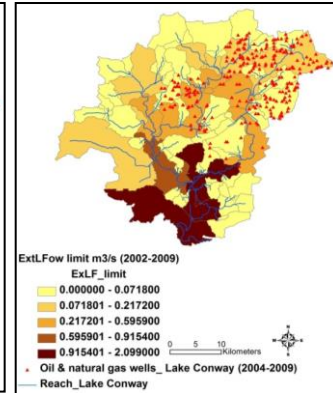 ExtLFow limit m3/s (2002-2009)
ExLF_limit
0.000000 - 0.071800
0.071801 - 0.217200
0.217201 - 0.595900
0.595901 - 0.915400
0.915401 - 2.099000
0 5 10
Kilometers
Oil & natural gas wells_ Lake Conway (2004-2009)
Reach_Lake Conway